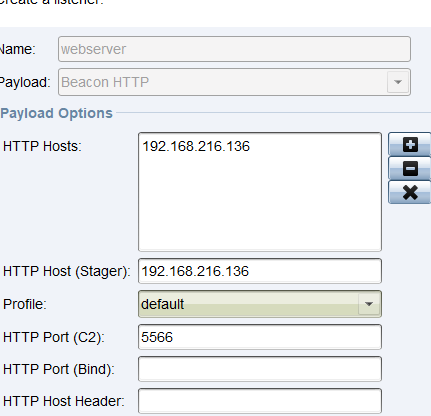 create a listener.
Name: webserver
Payload: Beacon HTTP
Payload Options
HTTP Hosts: 192.168.216.136
HTTP Host (Stager): 192.168.216.136
Profile: default
HTTP Port (C2): 5566
HTTP Port (Bind):
HTTP Host Header: